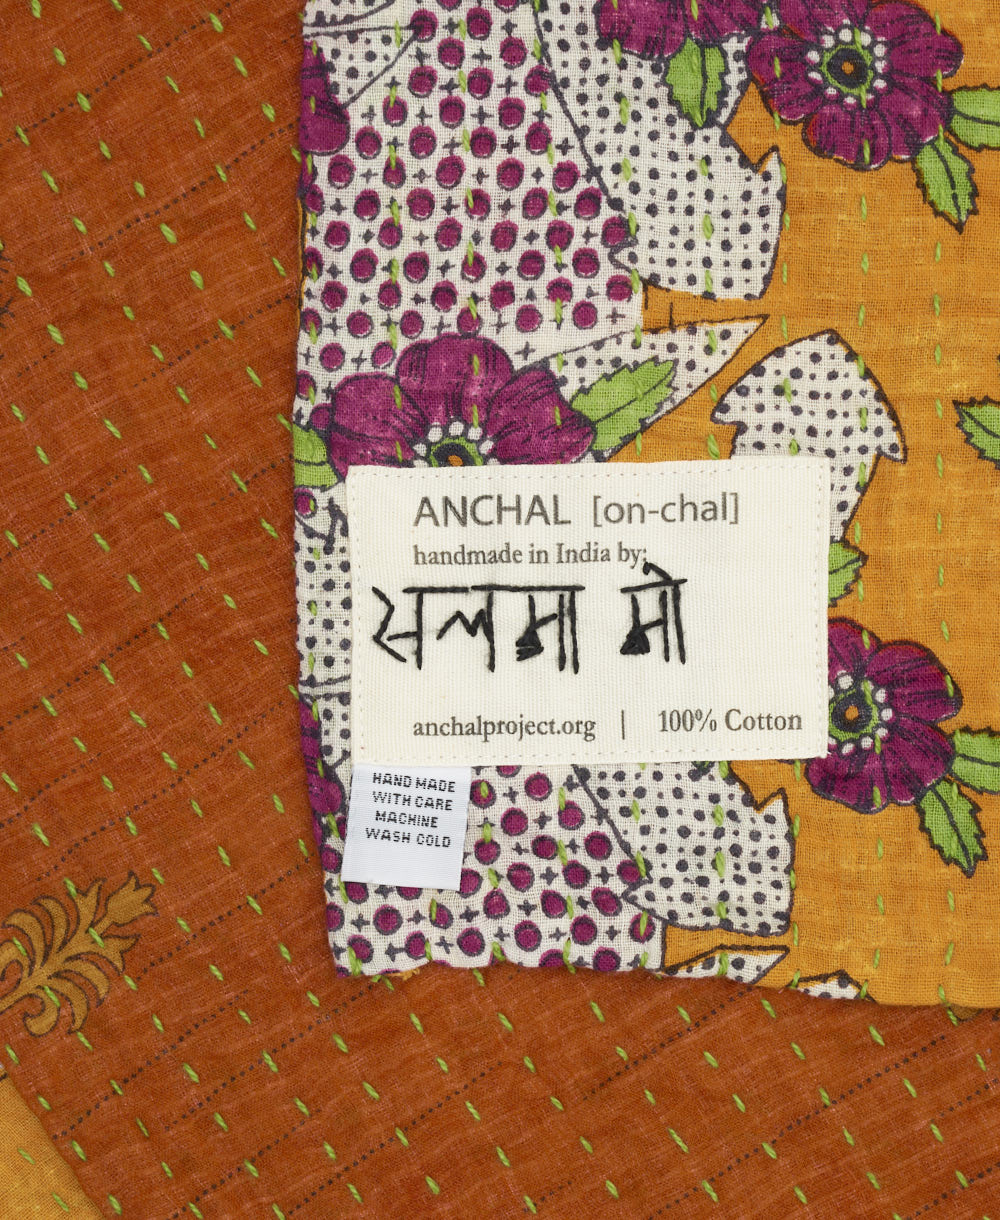 ANCHAL [on-chal]
handmade in India by:
सलमा मो
anchalproject.org | 100% Cotton
HAND MADE
WITH CARE
MACHINE
WASH COLD